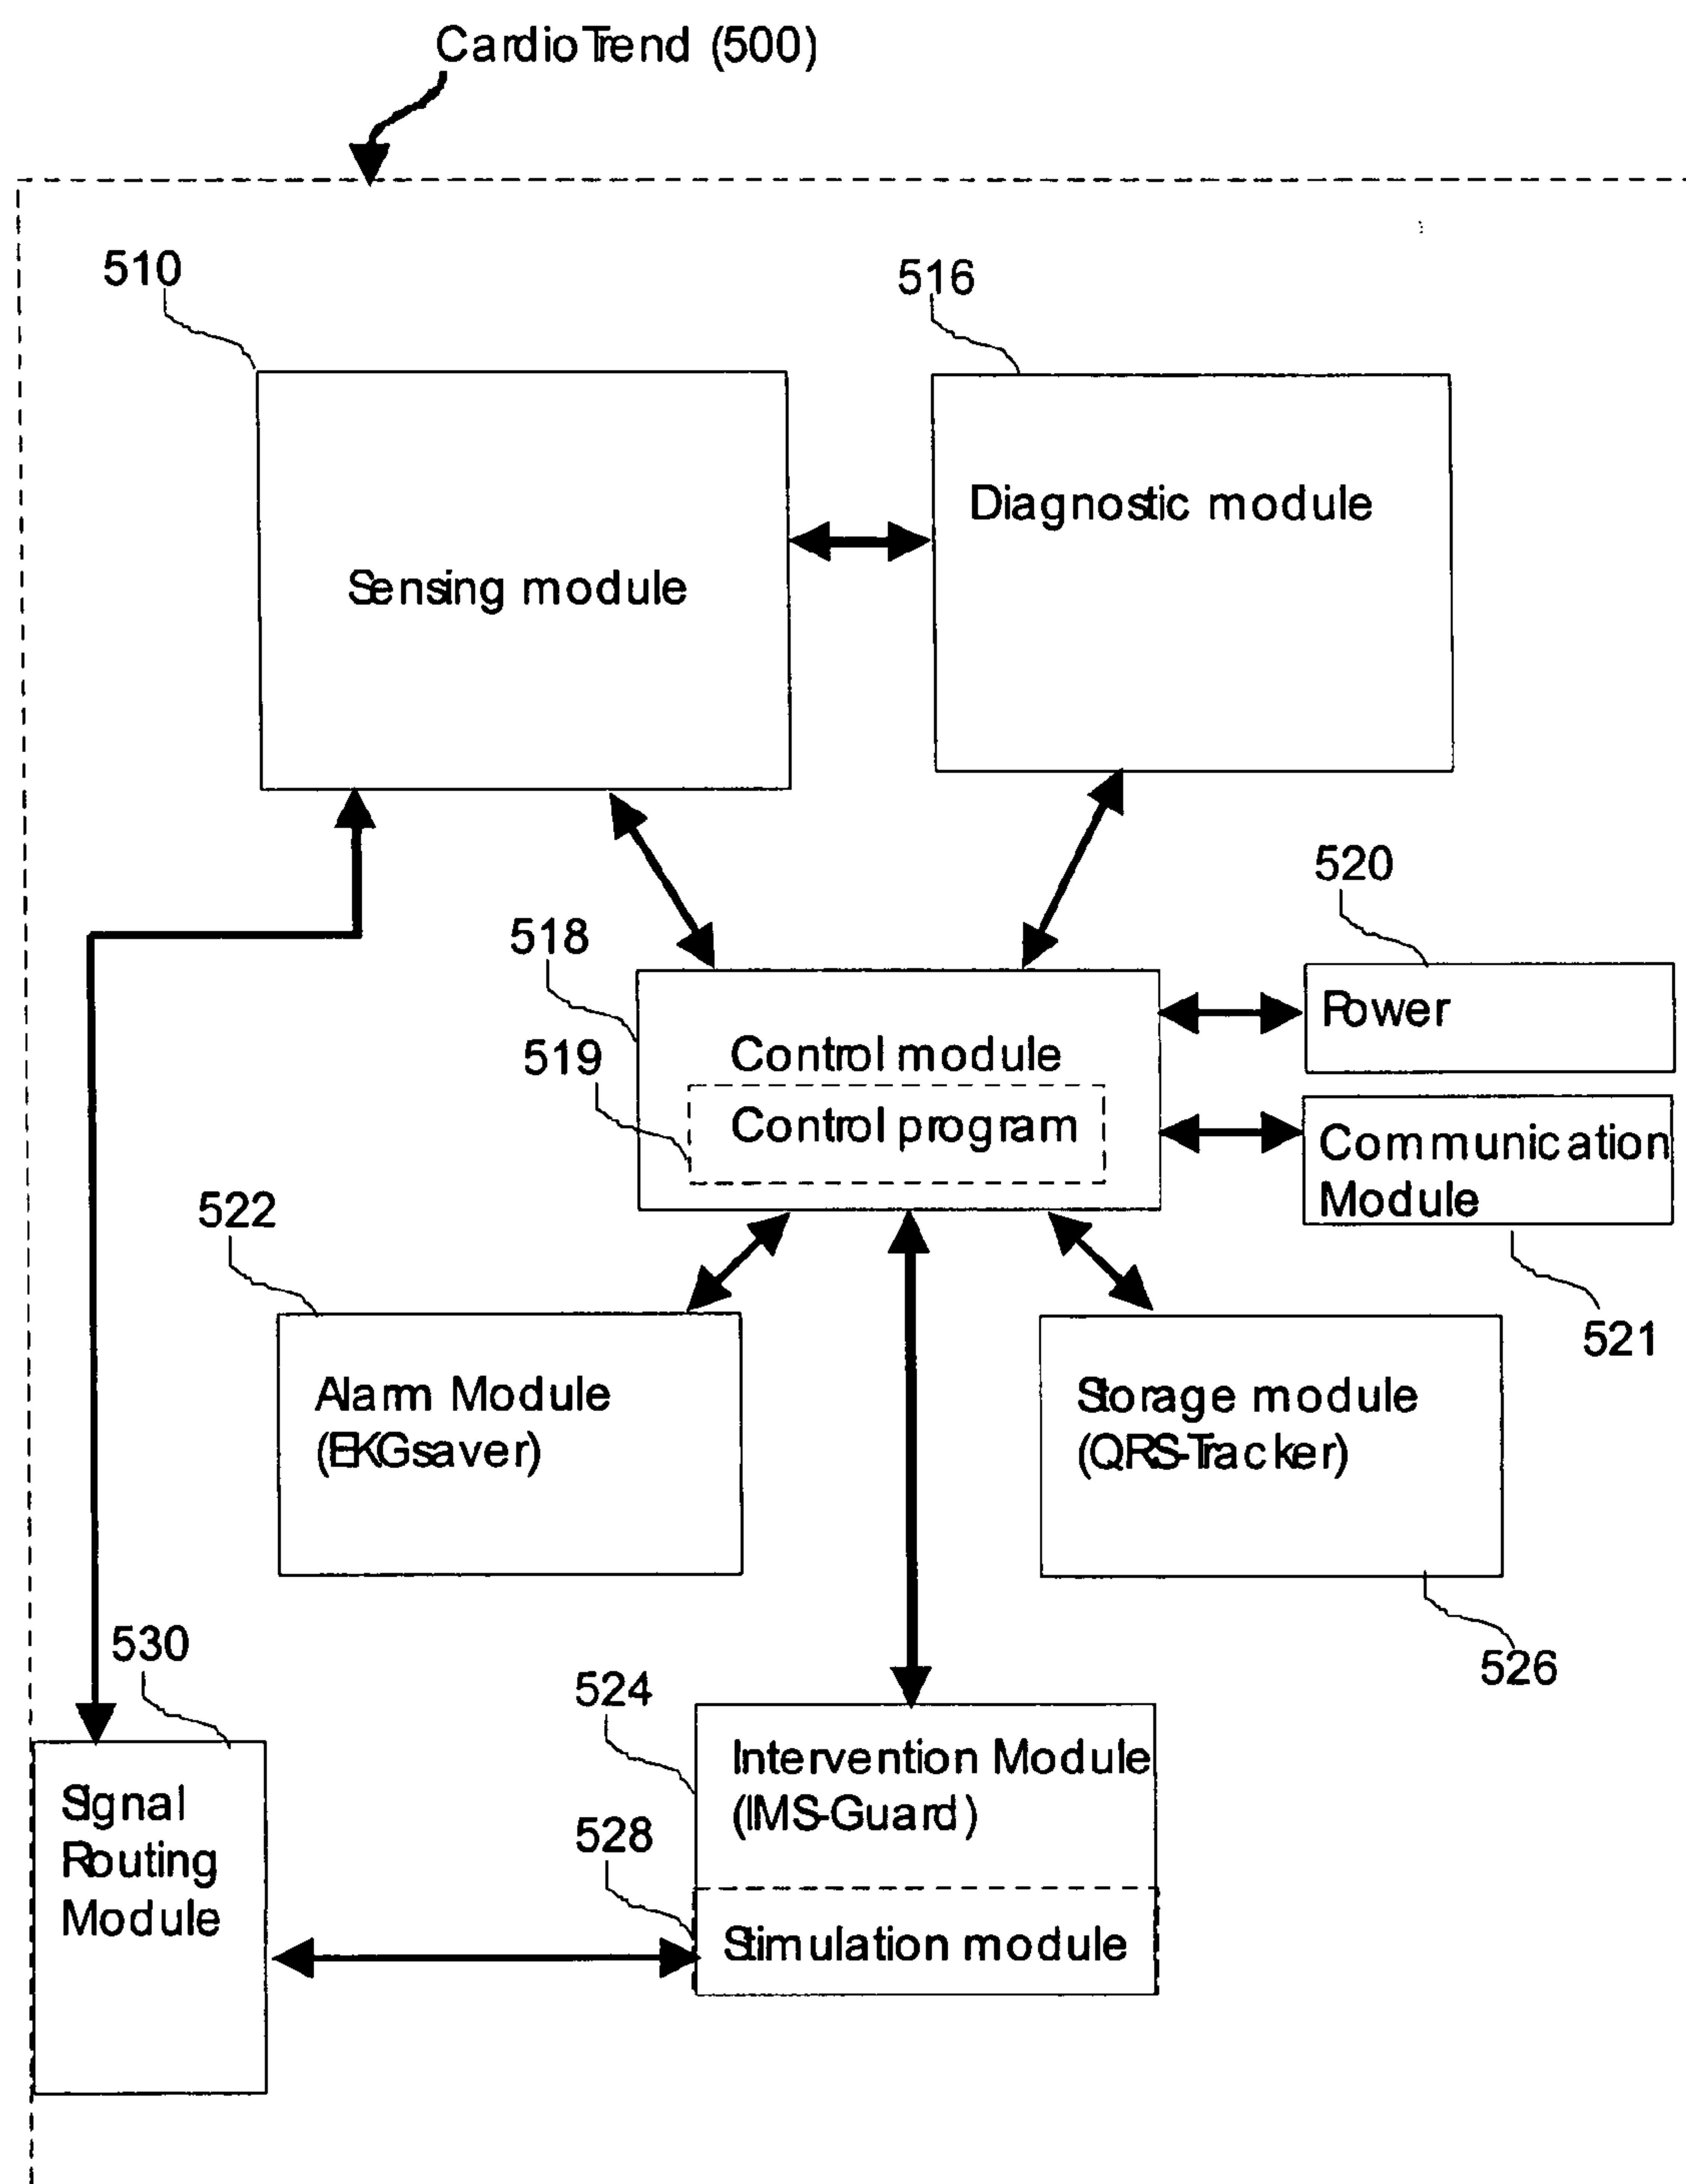 CardioTrend (500)
510
516
Sensing module
Diagnostic module
518
519
520
Control module
Control program
Power
Communication
Module
521
522
Alarm Module
(EKGsaver)
Storage module
(QRS-Tracker)
526
530
524
528
Signal
Routing
Module
Intervention Module
(IMS-Guard)
Stimulation module